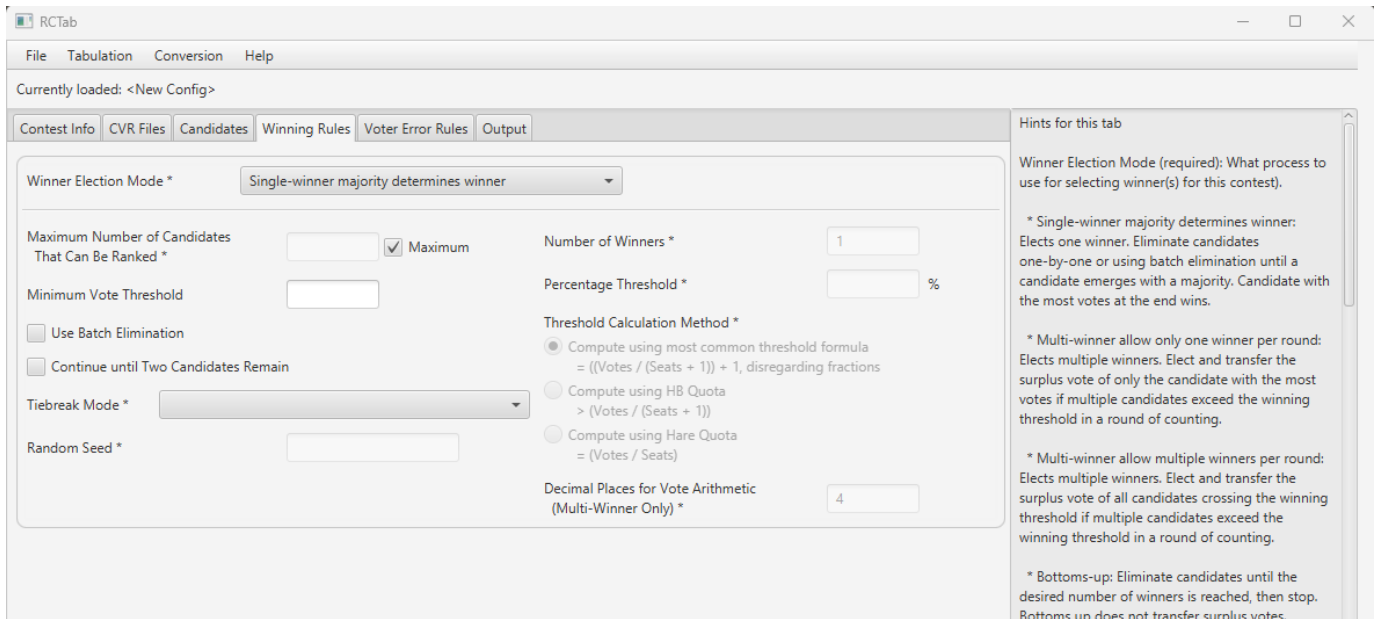 RCTab
File Tabulation Conversion Help
Currently loaded: <New Config>
Contest Info CVR Files Candidates Winning Rules Voter Error Rules Output
Winner Election Mode * Single-winner majority determines winner
Maximum Number of Candidates
That Can Be Ranked *
Maximum
Minimum Vote Threshold
Use Batch Elimination
Continue until Two Candidates Remain
Tiebreak Mode *
Random Seed *
Number of Winners * 1
Percentage Threshold * %
Threshold Calculation Method *
Compute using most common threshold formula
= ((Votes / (Seats + 1)) + 1, disregarding fractions
Compute using HB Quota
> (Votes / (Seats + 1))
Compute using Hare Quota
= (Votes / Seats)
Decimal Places for Vote Arithmetic
(Multi-Winner Only) *
4
Hints for this tab
Winner Election Mode (required): What process to
use for selecting winner(s) for this contest).
* Single-winner majority determines winner:
Elects one winner. Eliminate candidates
one-by-one or using batch elimination until a
candidate emerges with a majority. Candidate with
the most votes at the end wins.
* Multi-winner allow only one winner per round:
Elects multiple winners. Elect and transfer the
surplus vote of only the candidate with the most
votes if multiple candidates exceed the winning
threshold in a round of counting.
* Multi-winner allow multiple winners per round:
Elects multiple winners. Elect and transfer the
surplus vote of all candidates crossing the winning
threshold if multiple candidates exceed the
winning threshold in a round of counting.
* Bottoms-up: Eliminate candidates until the
desired number of winners is reached, then stop.
Bottoms up does not transfer surplus votes.